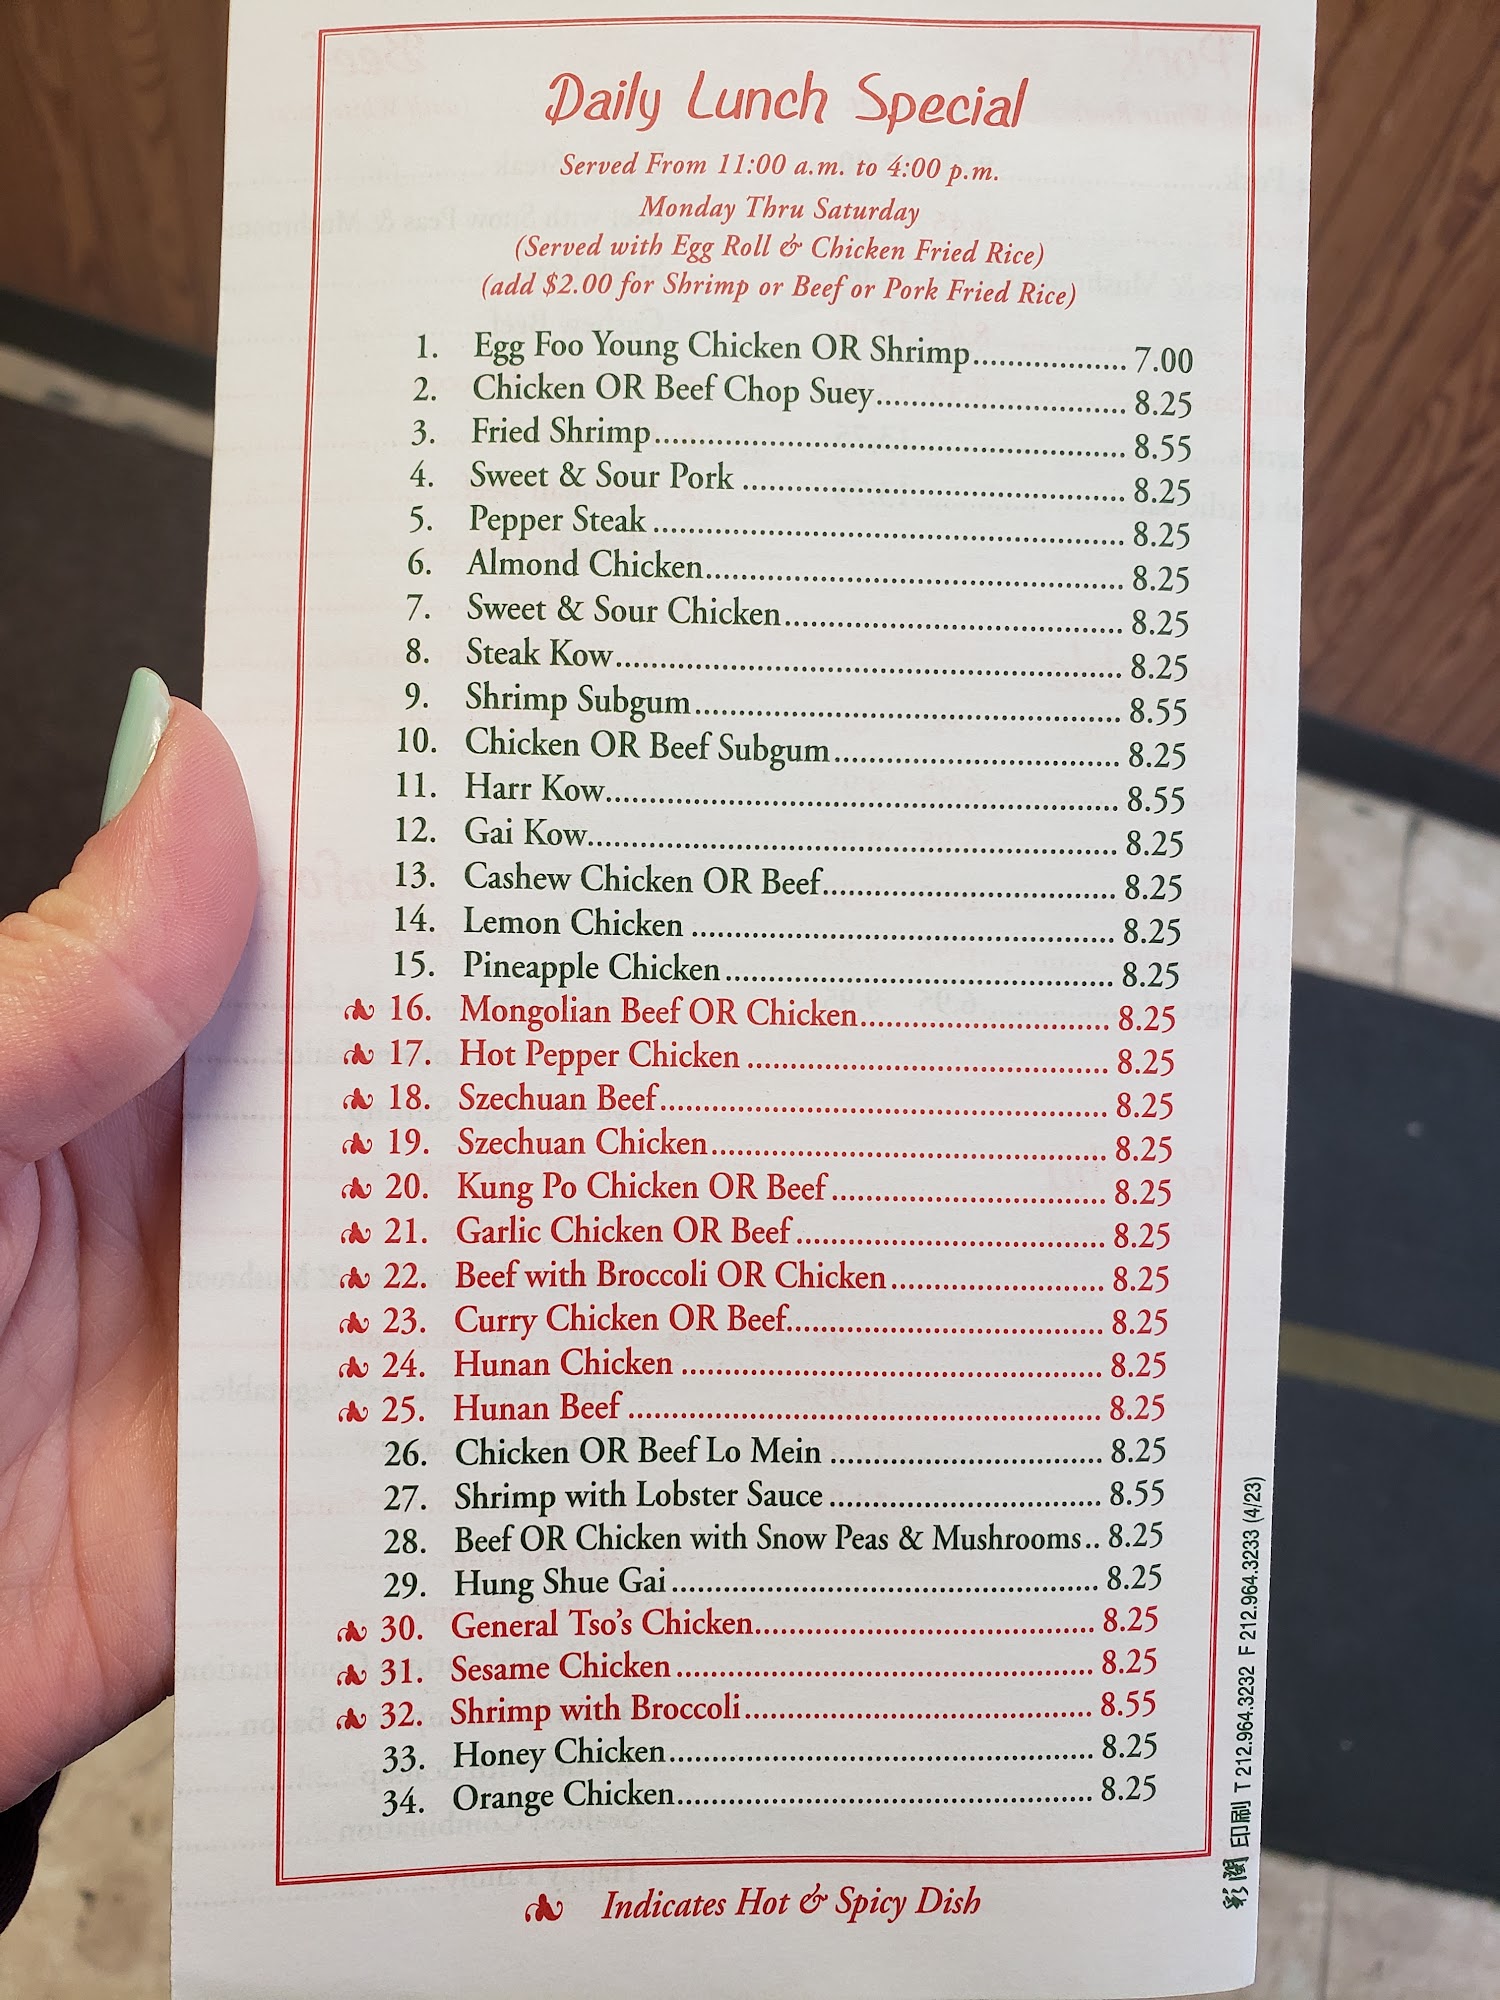 Daily Lunch Special
Served From 11:00 a.m. to 4:00 p.m.
Monday Thru Saturday
(Served with Egg Roll & Chicken Fried Rice)
(add $2.00 for Shrimp or Beef or Pork Fried Rice)
1. Egg Foo Young Chicken OR Shrimp.................. 7.00
2. Chicken OR Beef Chop Suey............................. 8.25
3. Fried Shrimp...................................................... 8.55
4. Sweet & Sour Pork ............................................ 8.25
5. Pepper Steak ...................................................... 8.25
6. Almond Chicken................................................ 8.25
7. Sweet & Sour Chicken....................................... 8.25
8. Steak Kow.......................................................... 8.25
9. Shrimp Subgum................................................. 8.55
10. Chicken OR Beef Subgum................................. 8.25
11. Harr Kow........................................................... 8.55
12. Gai Kow............................................................. 8.25
13. Cashew Chicken OR Beef.................................. 8.25
14. Lemon Chicken ................................................. 8.25
15. Pineapple Chicken............................................. 8.25
16. Mongolian Beef OR Chicken............................. 8.25
17. Hot Pepper Chicken .......................................... 8.25
18. Szechuan Beef.................................................... 8.25
19. Szechuan Chicken.............................................. 8.25
20. Kung Po Chicken OR Beef................................ 8.25
21. Garlic Chicken OR Beef.................................... 8.25
22. Beef with Broccoli OR Chicken......................... 8.25
23. Curry Chicken OR Beef..................................... 8.25
24. Hunan Chicken ................................................. 8.25
25. Hunan Beef ....................................................... 8.25
26. Chicken OR Beef Lo Mein ................................ 8.25
27. Shrimp with Lobster Sauce ................................ 8.55
28. Beef OR Chicken with Snow Peas & Mushrooms.. 8.25
29. Hung Shue Gai .................................................. 8.25
30. General Tso's Chicken........................................ 8.25
31. Sesame Chicken ................................................. 8.25
32. Shrimp with Broccoli......................................... 8.55
33. Honey Chicken.................................................. 8.25
34. Orange Chicken................................................. 8.25
Indicates Hot & Spicy Dish
彩閣印刷 T 212.964.3232 F 212.964.3233 (4/23)